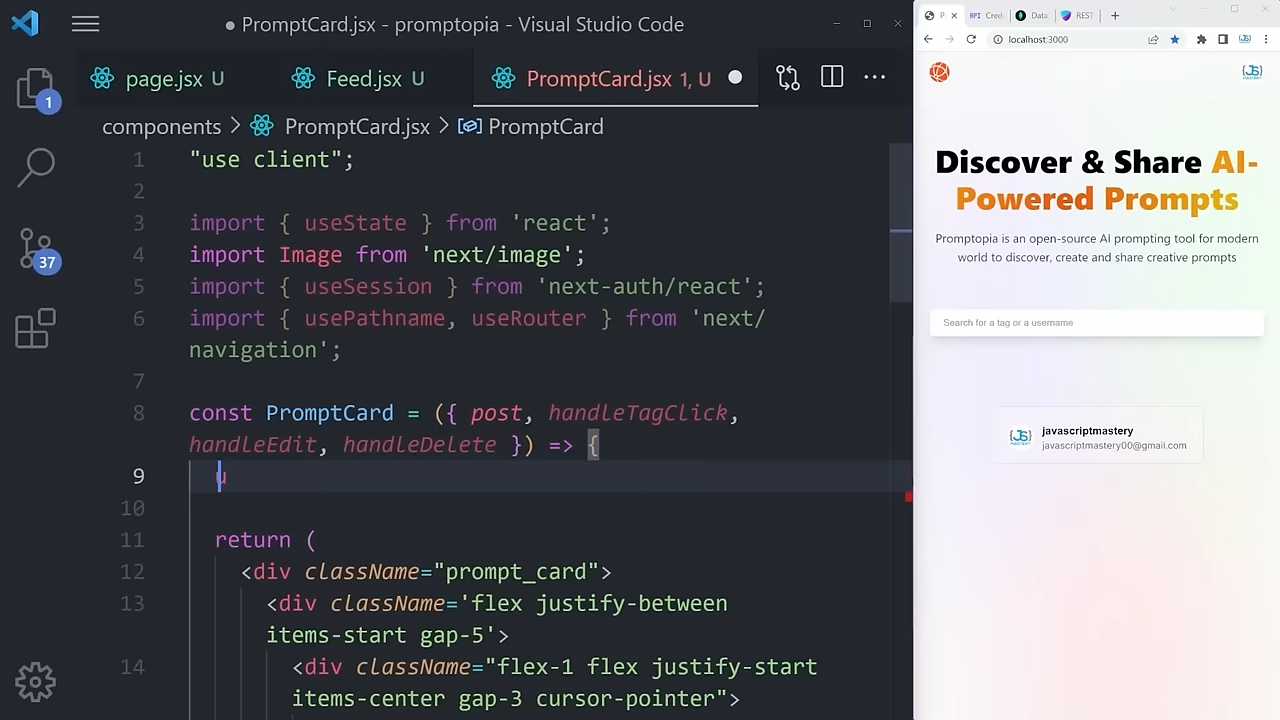 PromptCard.jsx - promptopia - Visual Studio Code
page.jsx U
Feed.jsx U
PromptCard.jsx 1, U
components > PromptCard.jsx > PromptCard
1
37
1 "use client";
2
3 import { useState } from 'react';
4 import Image from 'next/image';
5 import { useSession } from 'next-auth/react';
6 import { usePathname, useRouter } from 'next/
navigation';
7
8 const PromptCard = ({ post, handleTagClick,
handleEdit, handleDelete }) => {
9 u
10
11 return (
12 <div className="prompt_card">
13 <div className='flex justify-between
items-start gap-5'>
14 <div className="flex-1 flex justify-start
items-center gap-3 cursor-pointer">
API Cred
Data
REST
localhost:3000
JS
Discover & Share AI-
Powered Prompts
Promptopia is an open-source AI prompting tool for modern
world to discover, create and share creative prompts
Search for a tag or a username
JS
javascriptmastery
javascriptmastery00@gmail.com